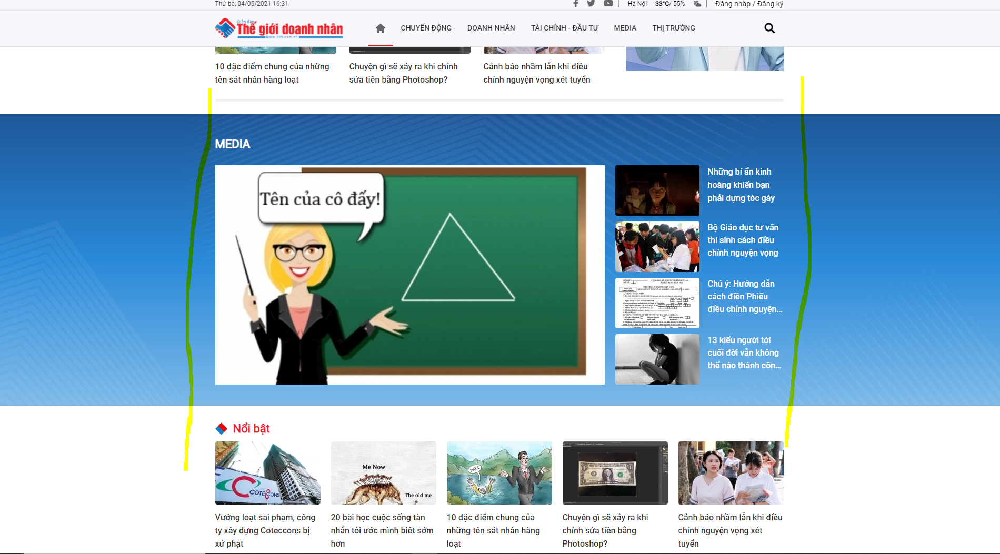 Thứ ba, 04/05/2021 16:31
Hà Nội 33°C/ 55%
Đăng nhập / Đăng ký
Diễn đàn
Thế giới doanh nhân
www.vnb.com.vn
CHUYỂN ĐỘNG
DOANH NHÂN
TÀI CHÍNH - ĐẦU TƯ
MEDIA
THỊ TRƯỜNG
10 đặc điểm chung của những
tên sát nhân hàng loạt
Chuyện gì sẽ xảy ra khi chỉnh
sửa tiền bằng Photoshop?
Cảnh báo nhầm lẫn khi điều
chỉnh nguyện vọng xét tuyển
MEDIA
Tên của cô đấy!
Những bí ẩn kinh
hoàng khiến bạn
phải dựng tóc gáy
Bộ Giáo dục tư vấn
thí sinh cách điều
chỉnh nguyện vọng
Chú ý: Hướng dẫn
cách điền Phiếu
điều chỉnh nguyện...
13 kiểu người tới
cuối đời vẫn không
thể nào thành côn...
Nổi bật
COTECCONS
Me Now
The old me
Vướng loạt sai phạm, công
ty xây dựng Coteccons bị
xử phạt
20 bài học cuộc sống tàn
nhẫn tôi ước mình biết sớm
hơn
10 đặc điểm chung của
những tên sát nhân hàng
loạt
Chuyện gì sẽ xảy ra khi
chỉnh sửa tiền bằng
Photoshop?
Cảnh báo nhầm lẫn khi điều
chỉnh nguyện vọng xét
tuyển